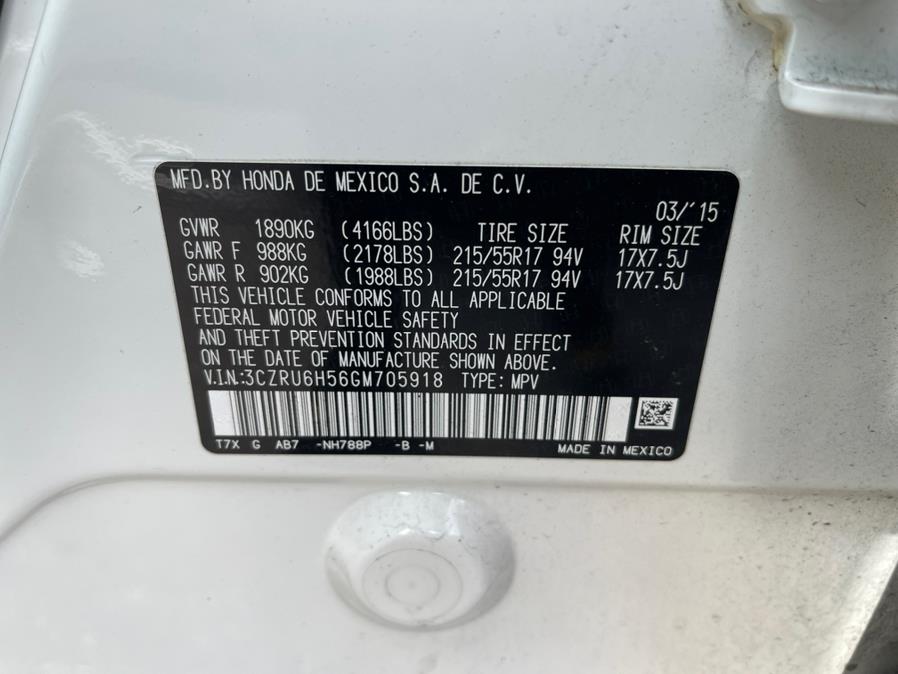 MFD.BY HONDA DE MEXICO S.A. DE C.V.
03/'15
GVWR 1890KG (4166LBS) TIRE SIZE RIM SIZE
GAWR F 988KG (2178LBS) 215/55R17 94V 17X7.5J
GAWR R 902KG (1988LBS) 215/55R17 94V 17X7.5J
THIS VEHICLE CONFORMS TO ALL APPLICABLE
FEDERAL MOTOR VEHICLE SAFETY
AND THEFT PREVENTION STANDARDS IN EFFECT
ON THE DATE OF MANUFACTURE SHOWN ABOVE.
V.I.N.:3CZRU6H56GM705918 TYPE: MPV
T7X G AB7 -NH788P -B -M MADE IN MEXICO